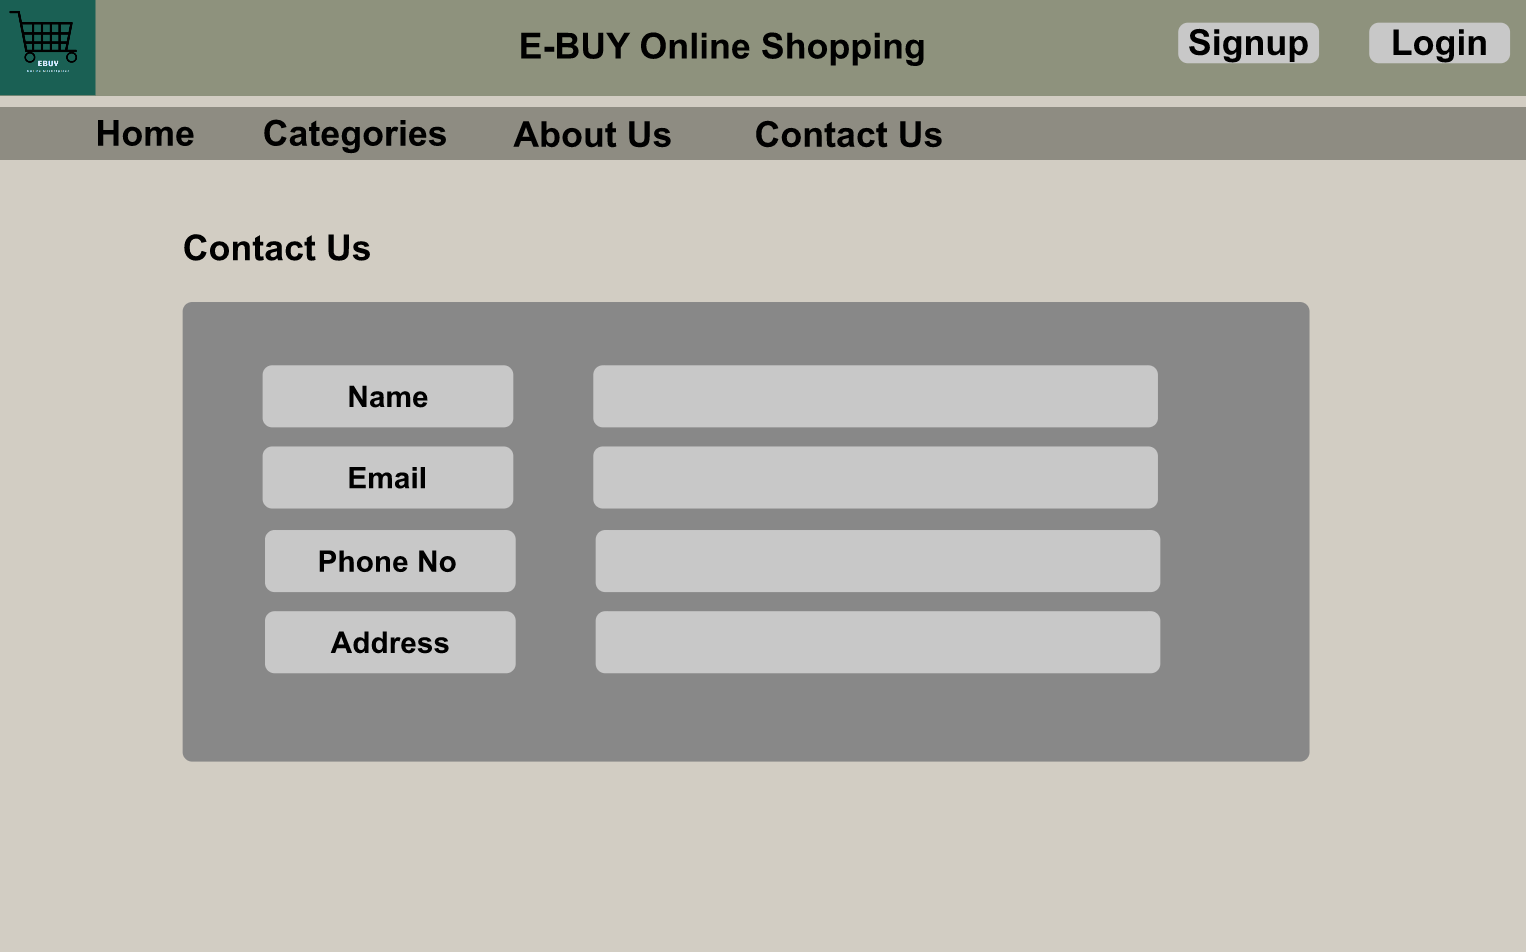 EBUY
E-BUY Online Shopping
Signup
Login
Home
Categories
About Us
Contact Us
Contact Us
Name
Email
Phone No
Address